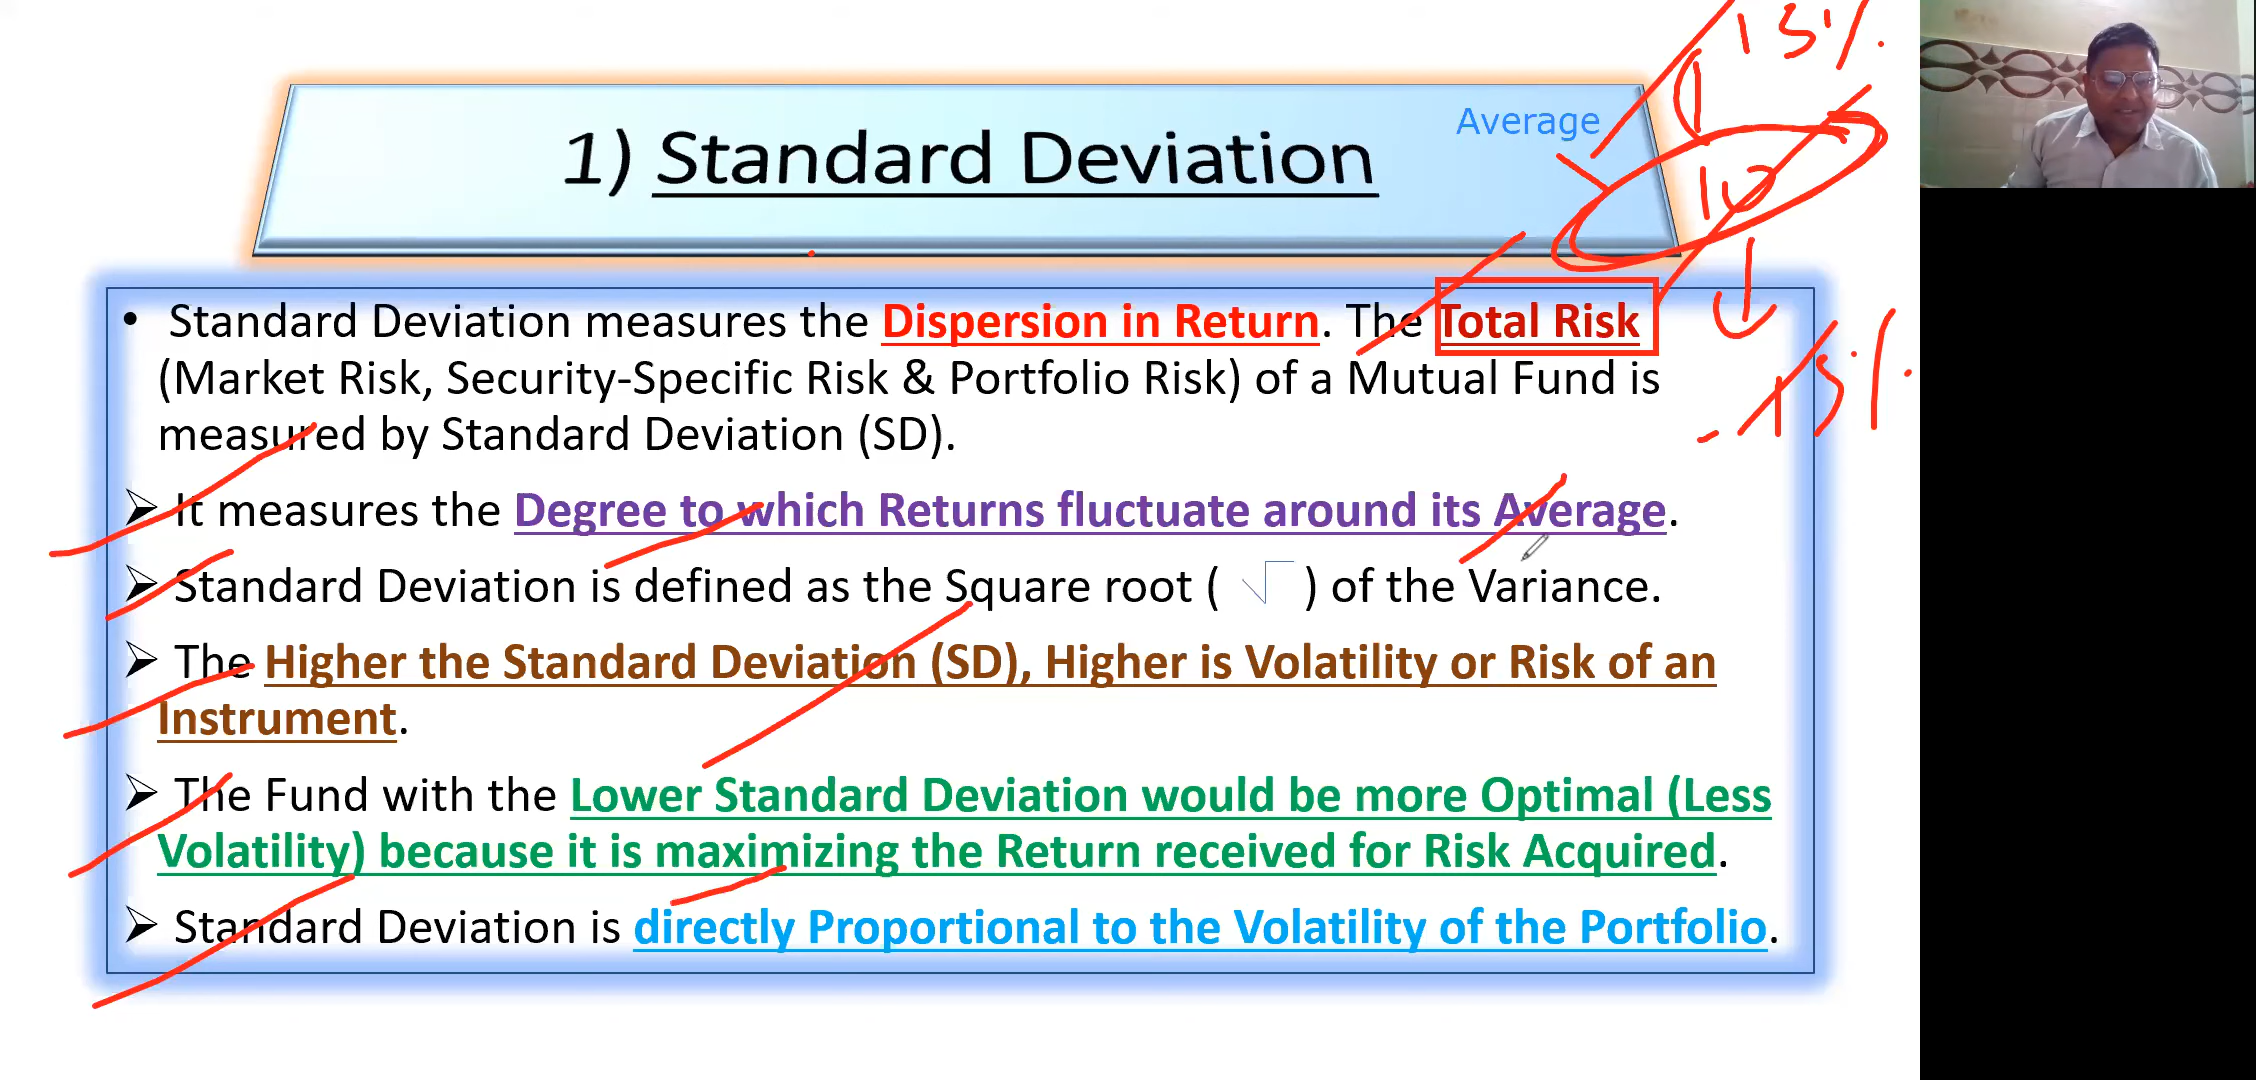 15%
Average
1) Standard Deviation
10
• Standard Deviation measures the Dispersion in Return. The Total Risk
(Market Risk, Security-Specific Risk & Portfolio Risk) of a Mutual Fund is
measured by Standard Deviation (SD).
- 15%
➢ It measures the Degree to which Returns fluctuate around its Average.
➢ Standard Deviation is defined as the Square root ( √ ) of the Variance.
➢ The Higher the Standard Deviation (SD), Higher is Volatility or Risk of an
Instrument.
➢ The Fund with the Lower Standard Deviation would be more Optimal (Less
Volatility) because it is maximizing the Return received for Risk Acquired.
➢ Standard Deviation is directly Proportional to the Volatility of the Portfolio.